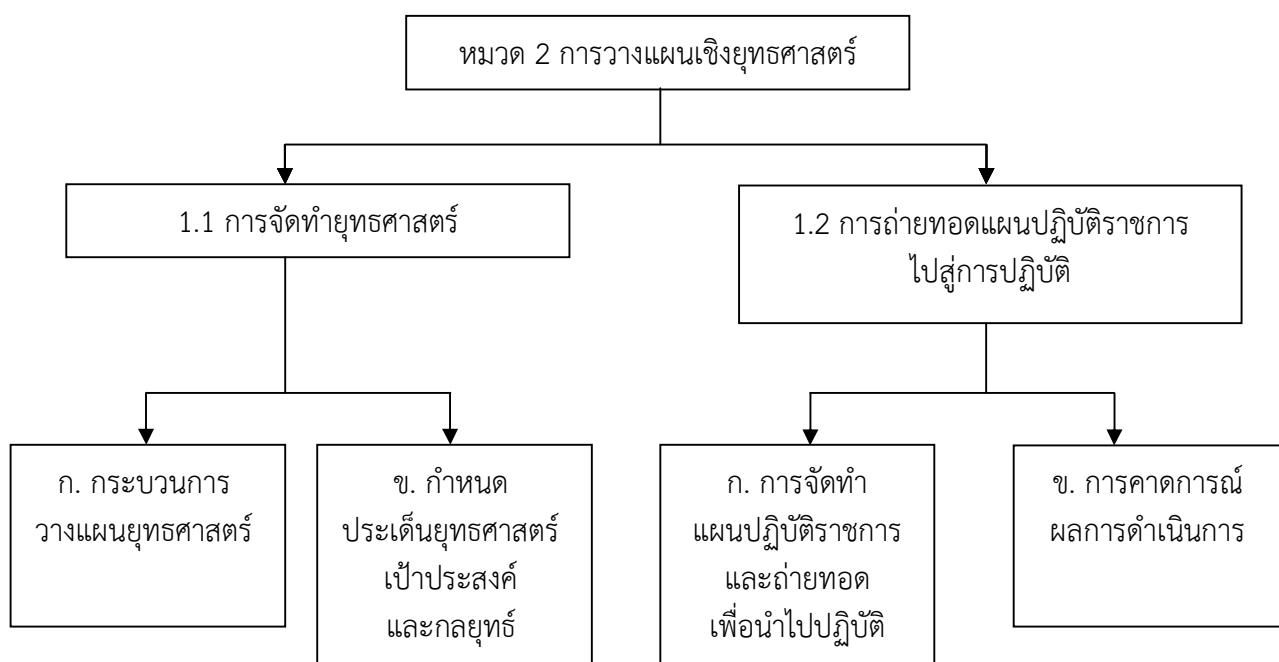 หมวด 2 การวางแผนเชิงยุทธศาสตร์
1.1 การจัดทำยุทธศาสตร์
1.2 การถ่ายทอดแผนปฏิบัติราชการ
ไปสู่การปฏิบัติ
ก. กระบวนการ
วางแผนยุทธศาสตร์
ข. กำหนด
ประเด็นยุทธศาสตร์
เป้าประสงค์
และกลยุทธ์
ก. การจัดทำ
แผนปฏิบัติราชการ
และถ่ายทอด
เพื่อนำไปปฏิบัติ
ข. การคาดการณ์
ผลการดำเนินการ